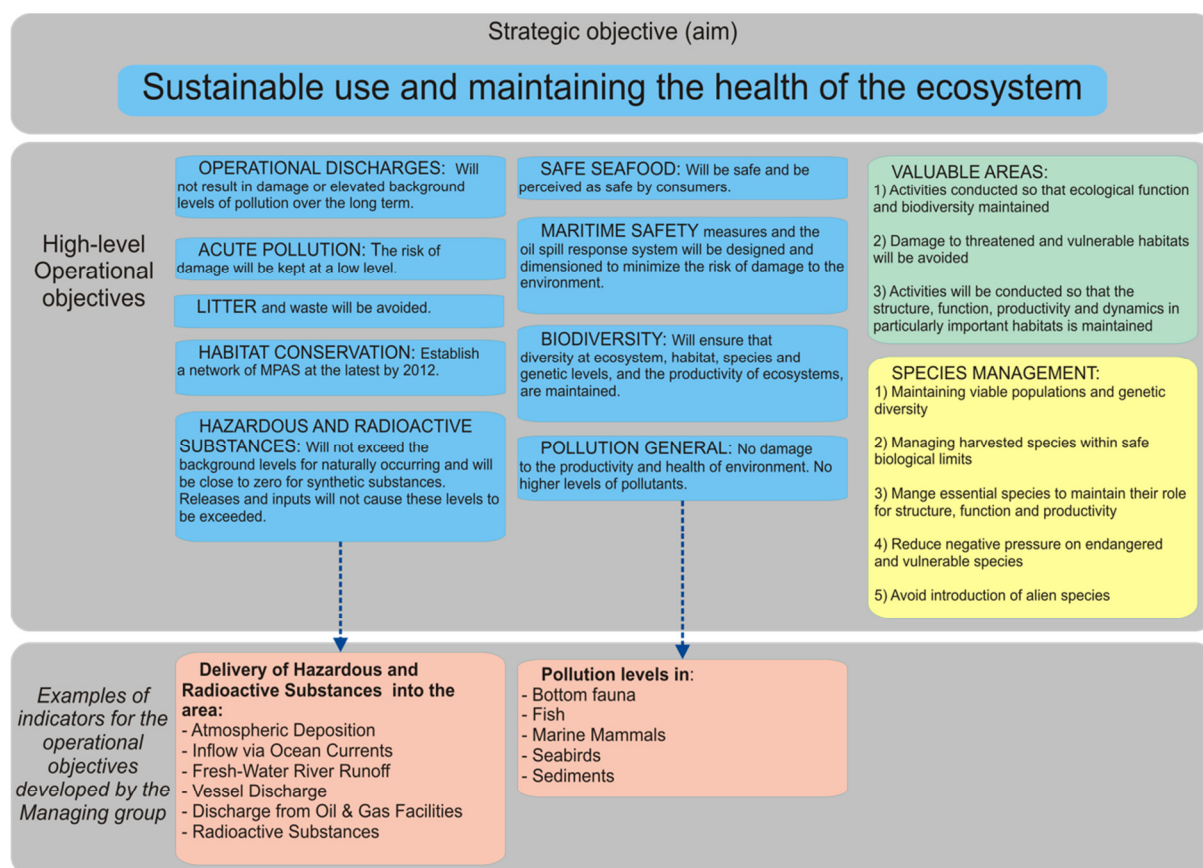 Strategic objective (aim)
Sustainable use and maintaining the health of the ecosystem
High-level
Operational
objectives
OPERATIONAL DISCHARGES: Will
not result in damage or elevated background
levels of pollution over the long term.
ACUTE POLLUTION: The risk of
damage will be kept at a low level.
LITTER and waste will be avoided.
HABITAT CONSERVATION: Establish
a network of MPAS at the latest by 2012.
HAZARDOUS AND RADIOACTIVE
SUBSTANCES: Will not exceed the
background levels for naturally occurring and will
be close to zero for synthetic substances.
Releases and inputs will not cause these levels to
be exceeded.
SAFE SEAFOOD: Will be safe and be
perceived as safe by consumers.
MARITIME SAFETY measures and the
oil spill response system will be designed and
dimensioned to minimize the risk of damage to the
environment.
BIODIVERSITY: Will ensure that
diversity at ecosystem, habitat, species and
genetic levels, and the productivity of ecosystems,
are maintained.
POLLUTION GENERAL: No damage
to the productivity and health of environment. No
higher levels of pollutants.
VALUABLE AREAS:
1) Activities conducted so that ecological function
and biodiversity maintained
2) Damage to threatened and vulnerable habitats
will be avoided
3) Activities will be conducted so that the
structure, function, productivity and dynamics in
particularly important habitats is maintained
SPECIES MANAGEMENT:
1) Maintaining viable populations and genetic
diversity
2) Managing harvested species within safe
biological limits
3) Mange essential species to maintain their role
for structure, function and productivity
4) Reduce negative pressure on endangered
and vulnerable species
5) Avoid introduction of alien species
Examples of
indicators for the
operational
objectives
developed by the
Managing group
Delivery of Hazardous and
Radioactive Substances into the
area:
- Atmospheric Deposition
- Inflow via Ocean Currents
- Fresh-Water River Runoff
- Vessel Discharge
- Discharge from Oil & Gas Facilities
- Radioactive Substances
Pollution levels in:
- Bottom fauna
- Fish
- Marine Mammals
- Seabirds
- Sediments